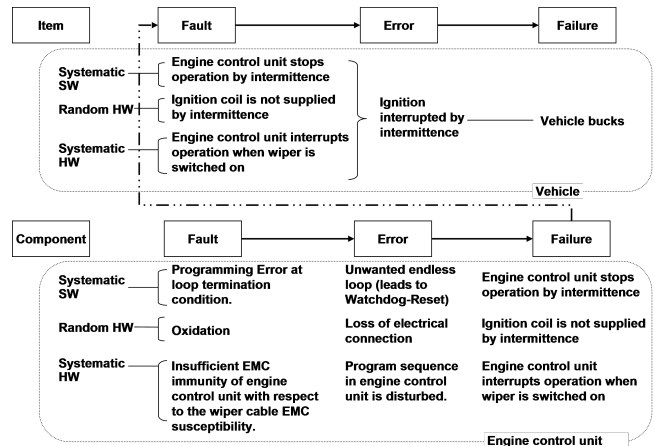 Item
Fault
Error
Failure
Systematic
SW
Engine control unit stops
operation by intermittence
Random HW
Ignition coil is not supplied
by intermittence
Systematic
HW
Engine control unit interrupts
operation when wiper is
switched on
Ignition
interrupted by
intermittence
Vehicle bucks
Vehicle
Component
Fault
Error
Failure
Systematic
SW
Programming Error at
loop termination
condition.
Unwanted endless
loop (leads to
Watchdog-Reset)
Engine control unit stops
operation by intermittence
Random HW
Oxidation
Loss of electrical
connection
Ignition coil is not supplied
by intermittence
Systematic
HW
Insufficient EMC
immunity of engine
control unit with respect
to the wiper cable EMC
susceptibility.
Program sequence
in engine control
unit is disturbed.
Engine control unit
interrupts operation when
wiper is switched on
Engine control unit